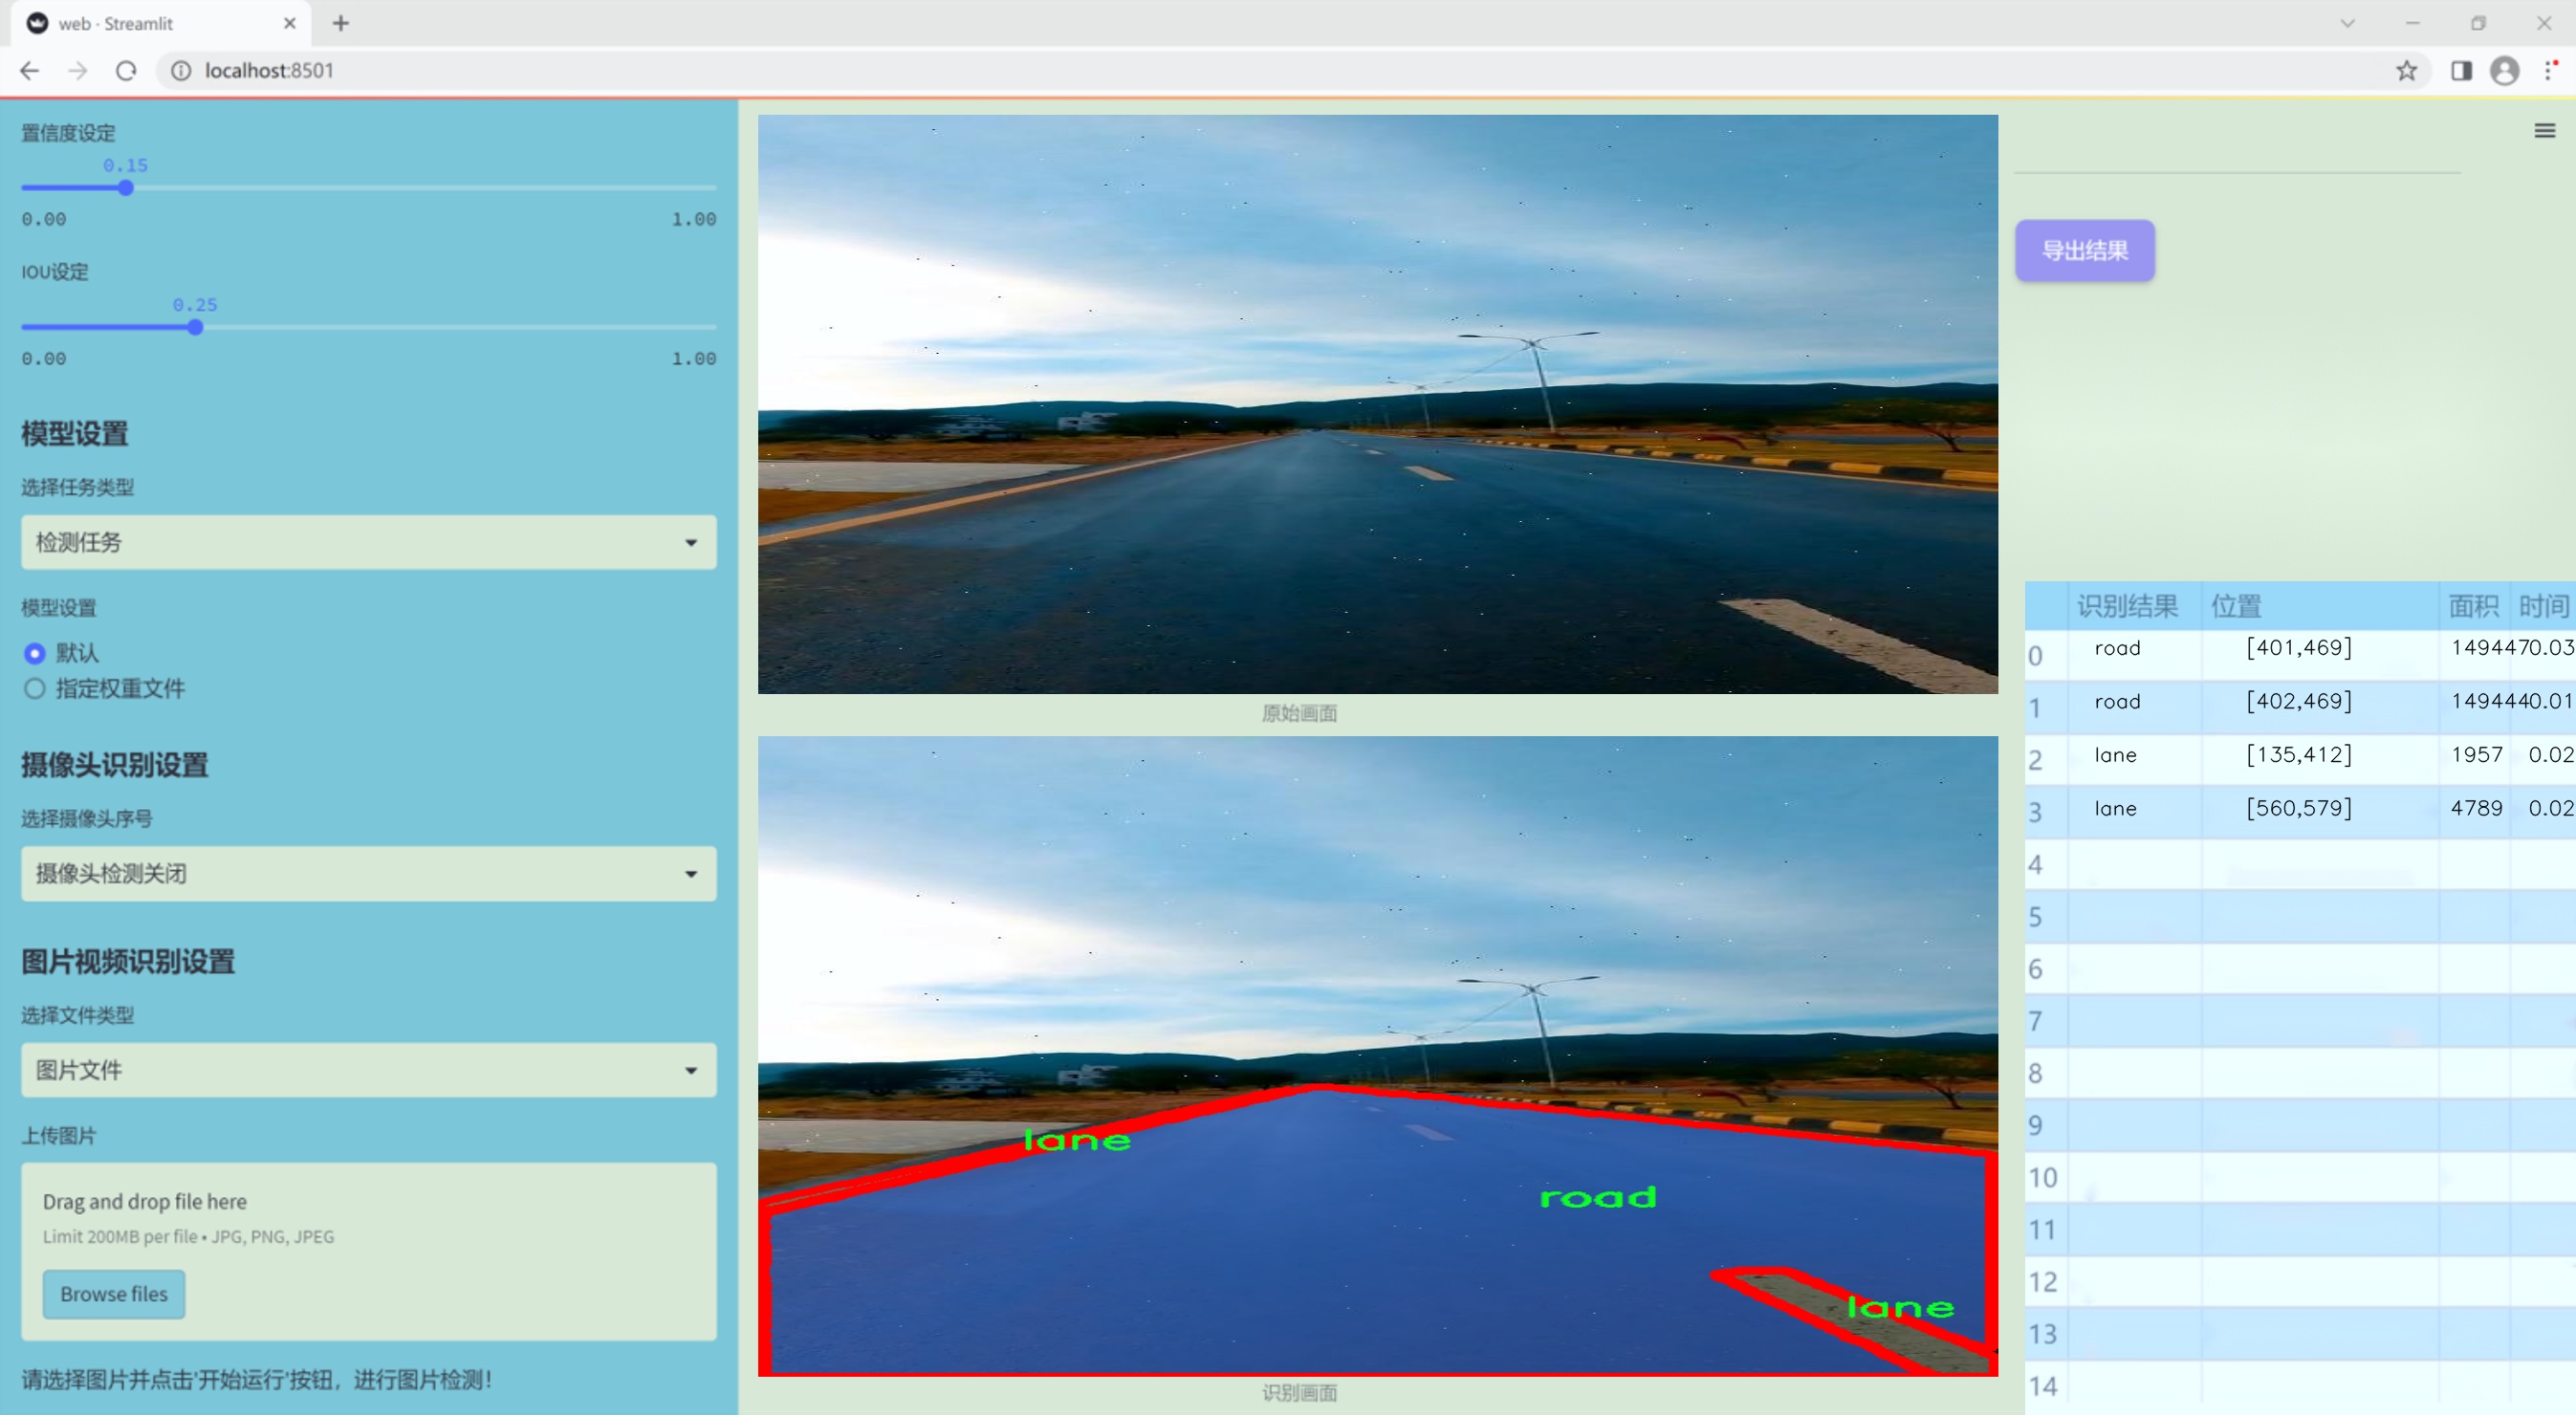 web · Streamlit
localhost:8501
置信度设定
0.15
0.00 1.00
IOU设定
0.25
0.00 1.00
模型设置
选择任务类型
检测任务
模型设置
默认
指定权重文件
摄像头识别设置
选择摄像头序号
摄像头检测关闭
图片视频识别设置
选择文件类型
图片文件
上传图片
Drag and drop file here
Limit 200MB per file • JPG, PNG, JPEG
Browse files
请选择图片并点击'开始运行'按钮，进行图片检测！
原始画面
lane
road
lane
识别画面
导出结果
识别结果 位置 面积 时间
0 road [401,469] 1494470.03
1 road [402,469] 1494440.01
2 lane [135,412] 1957 0.02
3 lane [560,579] 4789 0.02
4
5
6
7
8
9
10
11
12
13
14